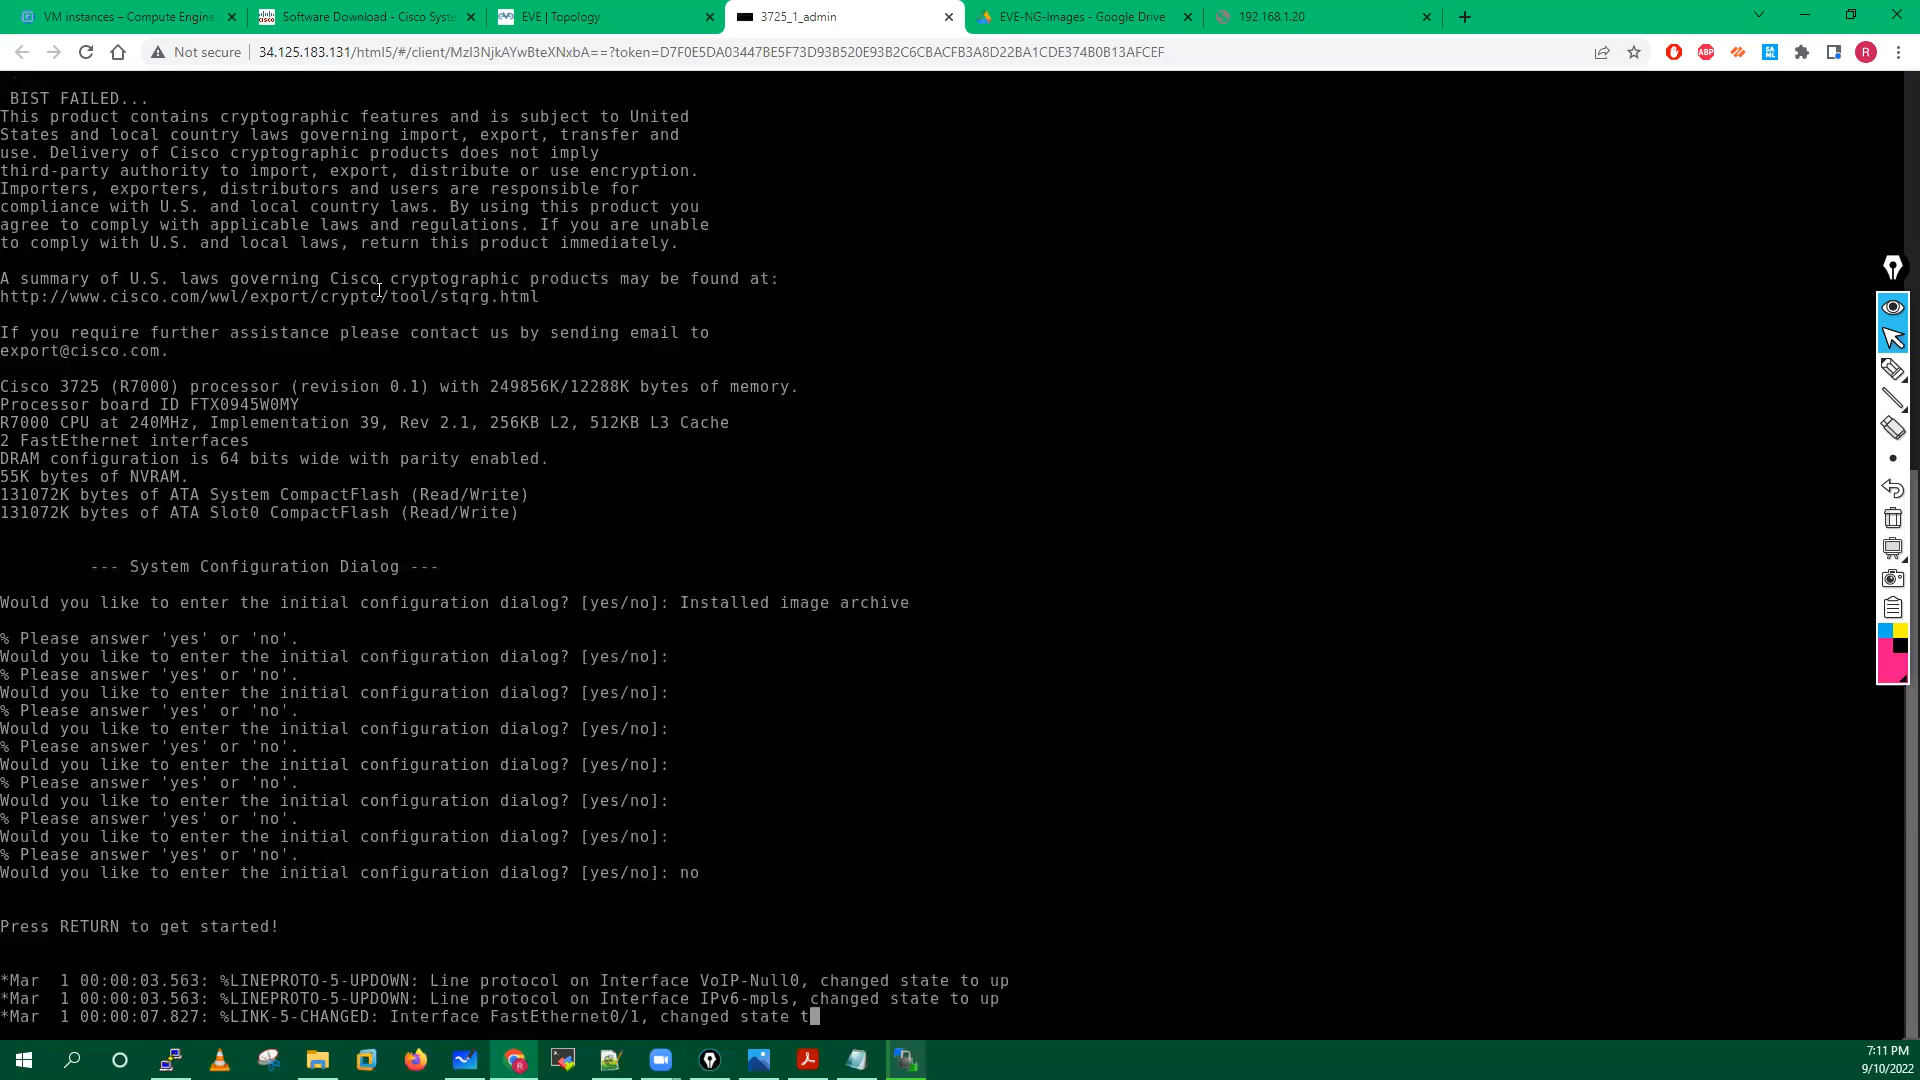 VM instances – Compute Engine
Software Download - Cisco Syste
EVE | Topology
3725_1_admin
EVE-NG-Images - Google Drive
192.168.1.20
Not secure
34.125.183.131/html5/#/client/MzI3NjkAYwBteXNxbA==?token=D7F0E5DA03447BE5F73D93B520E93B2C6CBACFB3A8D22BA1CDE374B0B13AFCEF
ABP
R
BIST FAILED...
This product contains cryptographic features and is subject to United
States and local country laws governing import, export, transfer and
use. Delivery of Cisco cryptographic products does not imply
third-party authority to import, export, distribute or use encryption.
Importers, exporters, distributors and users are responsible for
compliance with U.S. and local country laws. By using this product you
agree to comply with applicable laws and regulations. If you are unable
to comply with U.S. and local laws, return this product immediately.
A summary of U.S. laws governing Cisco cryptographic products may be found at:
http://www.cisco.com/wwl/export/crypto/tool/stqrg.html
If you require further assistance please contact us by sending email to
export@cisco.com.
Cisco 3725 (R7000) processor (revision 0.1) with 249856K/12288K bytes of memory.
Processor board ID FTX0945W0MY
R7000 CPU at 240MHz, Implementation 39, Rev 2.1, 256KB L2, 512KB L3 Cache
2 FastEthernet interfaces
DRAM configuration is 64 bits wide with parity enabled.
55K bytes of NVRAM.
131072K bytes of ATA System CompactFlash (Read/Write)
131072K bytes of ATA Slot0 CompactFlash (Read/Write)
--- System Configuration Dialog ---
Would you like to enter the initial configuration dialog? [yes/no]: Installed image archive
% Please answer 'yes' or 'no'.
Would you like to enter the initial configuration dialog? [yes/no]:
% Please answer 'yes' or 'no'.
Would you like to enter the initial configuration dialog? [yes/no]:
% Please answer 'yes' or 'no'.
Would you like to enter the initial configuration dialog? [yes/no]:
% Please answer 'yes' or 'no'.
Would you like to enter the initial configuration dialog? [yes/no]:
% Please answer 'yes' or 'no'.
Would you like to enter the initial configuration dialog? [yes/no]:
% Please answer 'yes' or 'no'.
Would you like to enter the initial configuration dialog? [yes/no]:
% Please answer 'yes' or 'no'.
Would you like to enter the initial configuration dialog? [yes/no]: no
Press RETURN to get started!
*Mar  1 00:00:03.563: %LINEPROTO-5-UPDOWN: Line protocol on Interface VoIP-Null0, changed state to up
*Mar  1 00:00:03.563: %LINEPROTO-5-UPDOWN: Line protocol on Interface IPv6-mpls, changed state to up
*Mar  1 00:00:07.827: %LINK-5-CHANGED: Interface FastEthernet0/1, changed state t
7:11 PM
9/10/2022